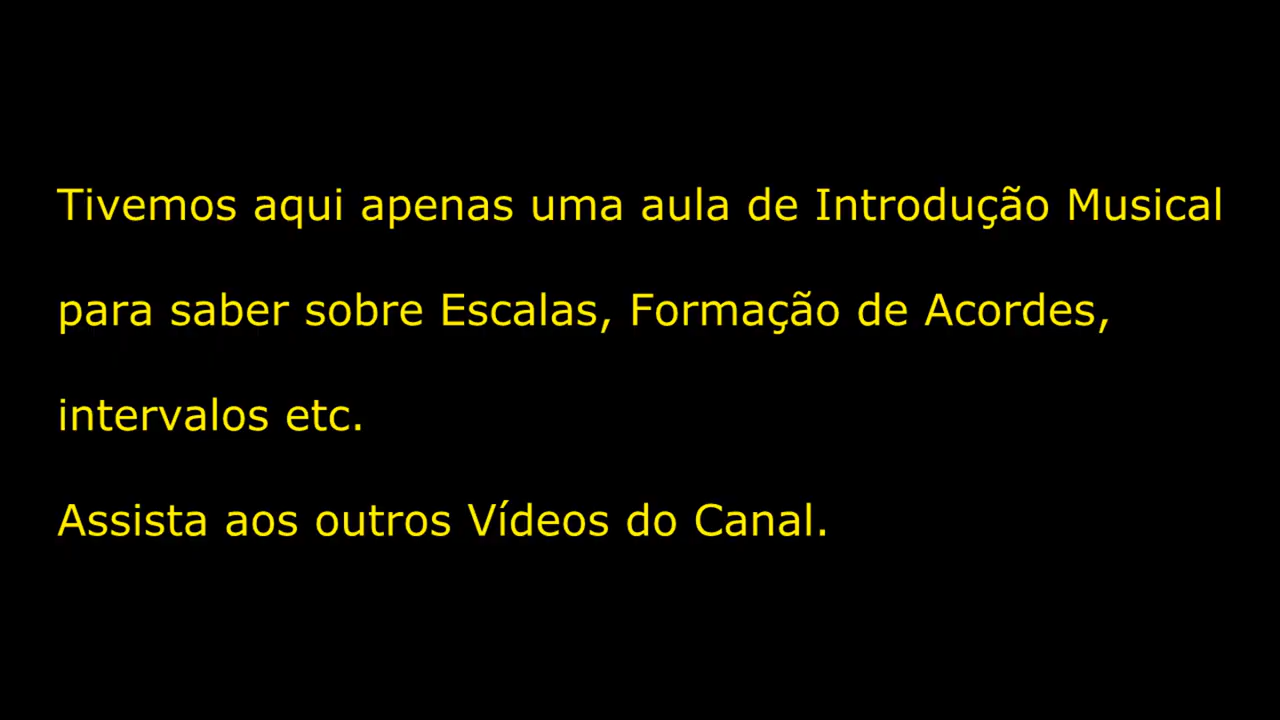 Tivemos aqui apenas uma aula de Introdução Musical
para saber sobre Escalas, Formação de Acordes,
intervalos etc.
Assista aos outros Vídeos do Canal.